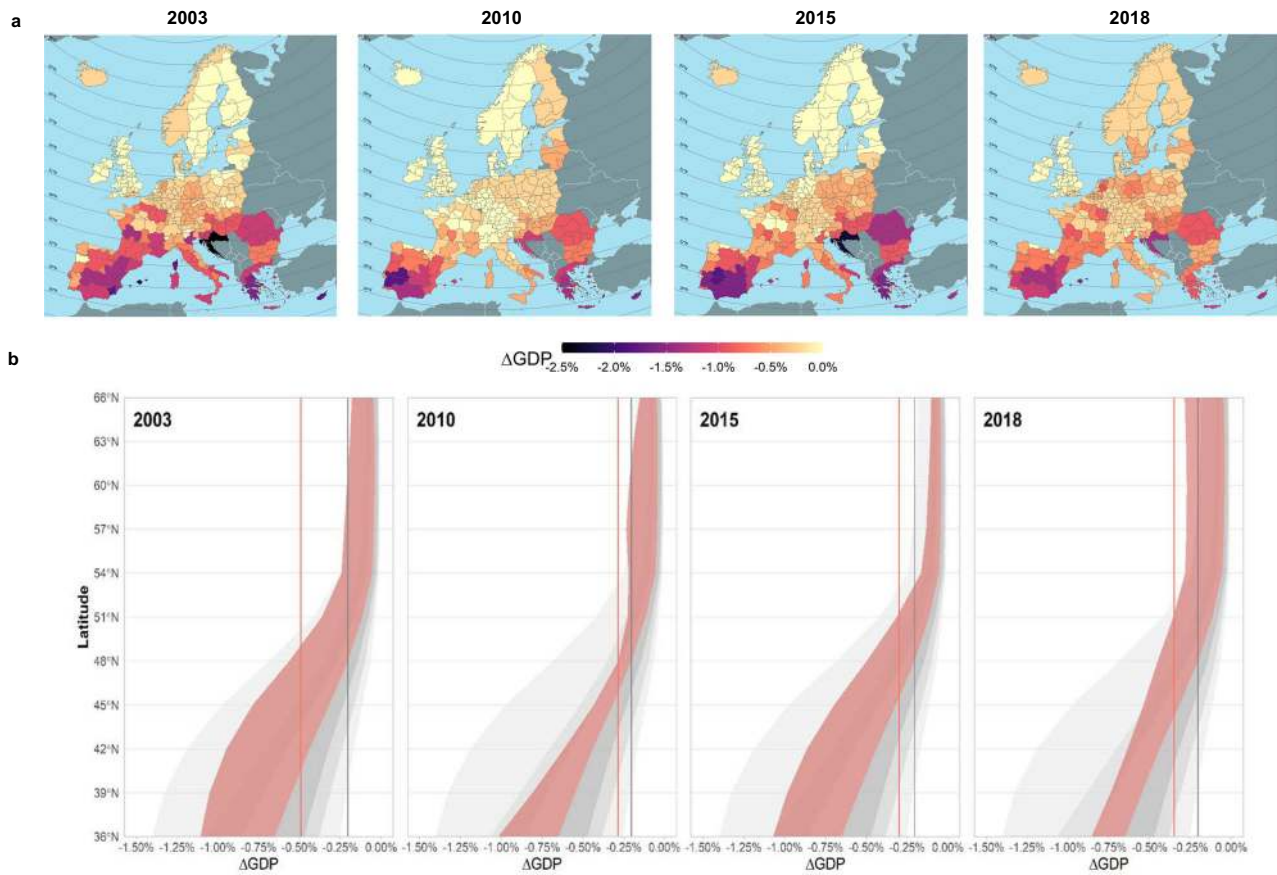 a
2003 2010 2015 2018
ΔGDP
-2.5% -2.0% -1.5% -1.0% -0.5% 0.0%
b
66°N
63°N
60°N
57°N
54°N
51°N
48°N
45°N
42°N
39°N
36°N
Latitude
2003 2010 2015 2018
-1.50% -1.25% -1.00% -0.75% -0.50% -0.25% 0.00% -1.50% -1.25% -1.00% -0.75% -0.50% -0.25% 0.00% -1.50% -1.25% -1.00% -0.75% -0.50% -0.25% 0.00% -1.50% -1.25% -1.00% -0.75% -0.50% -0.25% 0.00%
ΔGDP ΔGDP ΔGDP ΔGDP